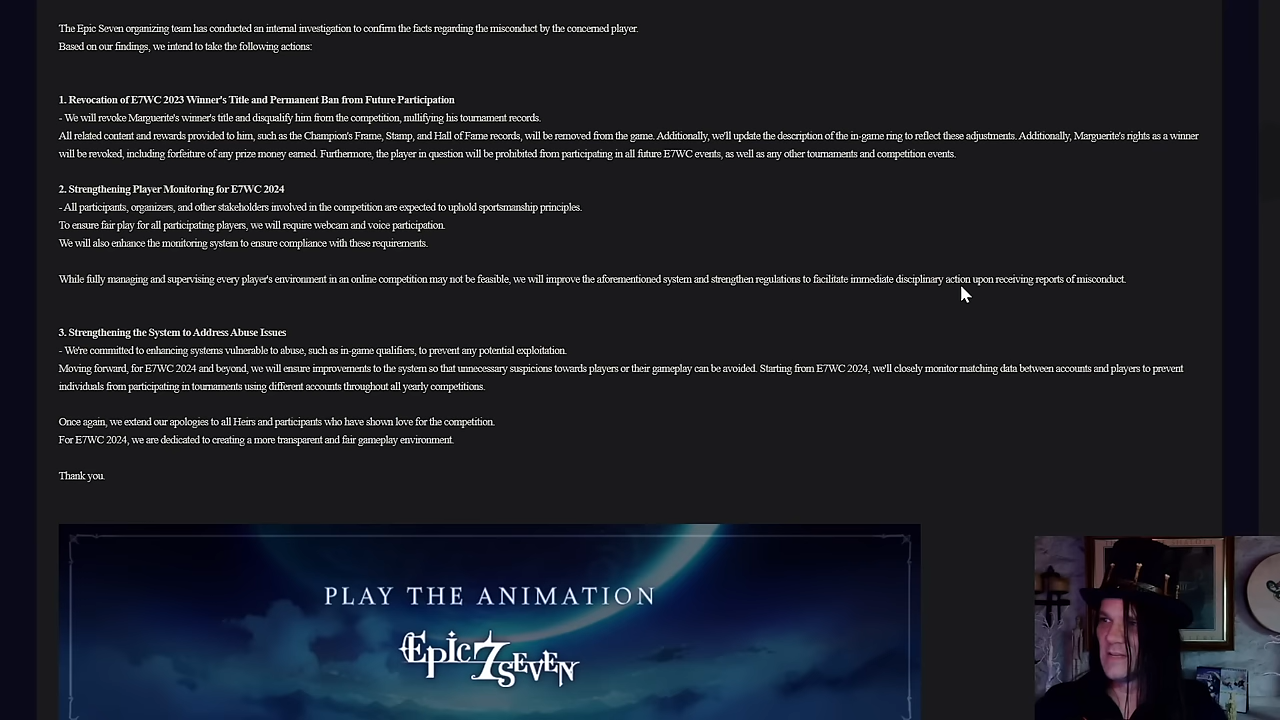 The Epic Seven organizing team has conducted an internal investigation to confirm the facts regarding the misconduct by the concerned player.
Based on our findings, we intend to take the following actions:
1. Revocation of E7WC 2023 Winner's Title and Permanent Ban from Future Participation
- We will revoke Marguerite's winner's title and disqualify him from the competition, nullifying his tournament records.
All related content and rewards provided to him, such as the Champion's Frame, Stamp, and Hall of Fame records, will be removed from the game. Additionally, we'll update the description of the in-game ring to reflect these adjustments. Additionally, Marguerite's rights as a winner
will be revoked, including forfeiture of any prize money earned. Furthermore, the player in question will be prohibited from participating in all future E7WC events, as well as any other tournaments and competition events.
2. Strengthening Player Monitoring for E7WC 2024
- All participants, organizers, and other stakeholders involved in the competition are expected to uphold sportsmanship principles.
To ensure fair play for all participating players, we will require webcam and voice participation.
We will also enhance the monitoring system to ensure compliance with these requirements.
While fully managing and supervising every player's environment in an online competition may not be feasible, we will improve the aforementioned system and strengthen regulations to facilitate immediate disciplinary action upon receiving reports of misconduct.
3. Strengthening the System to Address Abuse Issues
- We're committed to enhancing systems vulnerable to abuse, such as in-game qualifiers, to prevent any potential exploitation.
Moving forward, for E7WC 2024 and beyond, we will ensure improvements to the system so that unnecessary suspicions towards players or their gameplay can be avoided. Starting from E7WC 2024, we'll closely monitor matching data between accounts and players to prevent
individuals from participating in tournaments using different accounts throughout all yearly competitions.
Once again, we extend our apologies to all Heirs and participants who have shown love for the competition.
For E7WC 2024, we are dedicated to creating a more transparent and fair gameplay environment.
Thank you.
PLAY THE ANIMATION
Epic 7 SEVEN